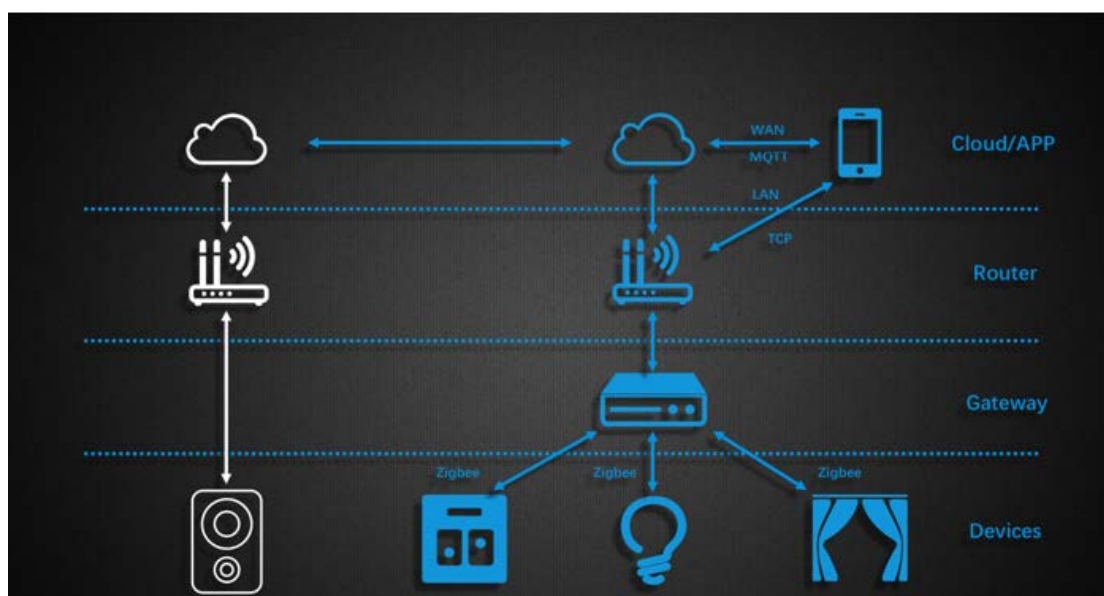 WAN
Cloud/APP
MQTT
LAN
TCP
Router
Gateway
Zigbee
Zigbee
Zigbee
Devices